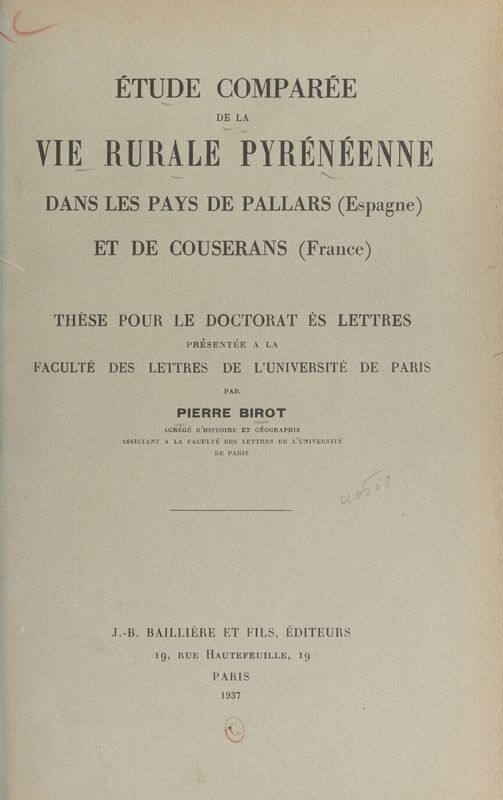 ÉTUDE COMPARÉE
DE LA
VIE RURALE PYRÉNÉENNE
DANS LES PAYS DE PALLARS (Espagne)
ET DE COUSERANS (France)
THÈSE POUR LE DOCTORAT ÈS LETTRES
PRÉSENTÉE A LA
FACULTÉ DES LETTRES DE L'UNIVERSITÉ DE PARIS
PAR
PIERRE BIROT
AGRÉGÉ D'HISTOIRE ET GÉOGRAPHIE
ASSISTANT A LA FACULTÉ DES LETTRES DE L'UNIVERSITÉ
DE PARIS
J.-B. BAILLIÈRE ET FILS, ÉDITEURS
19, RUE HAUTEFEUILLE, 19
PARIS
1937
C.